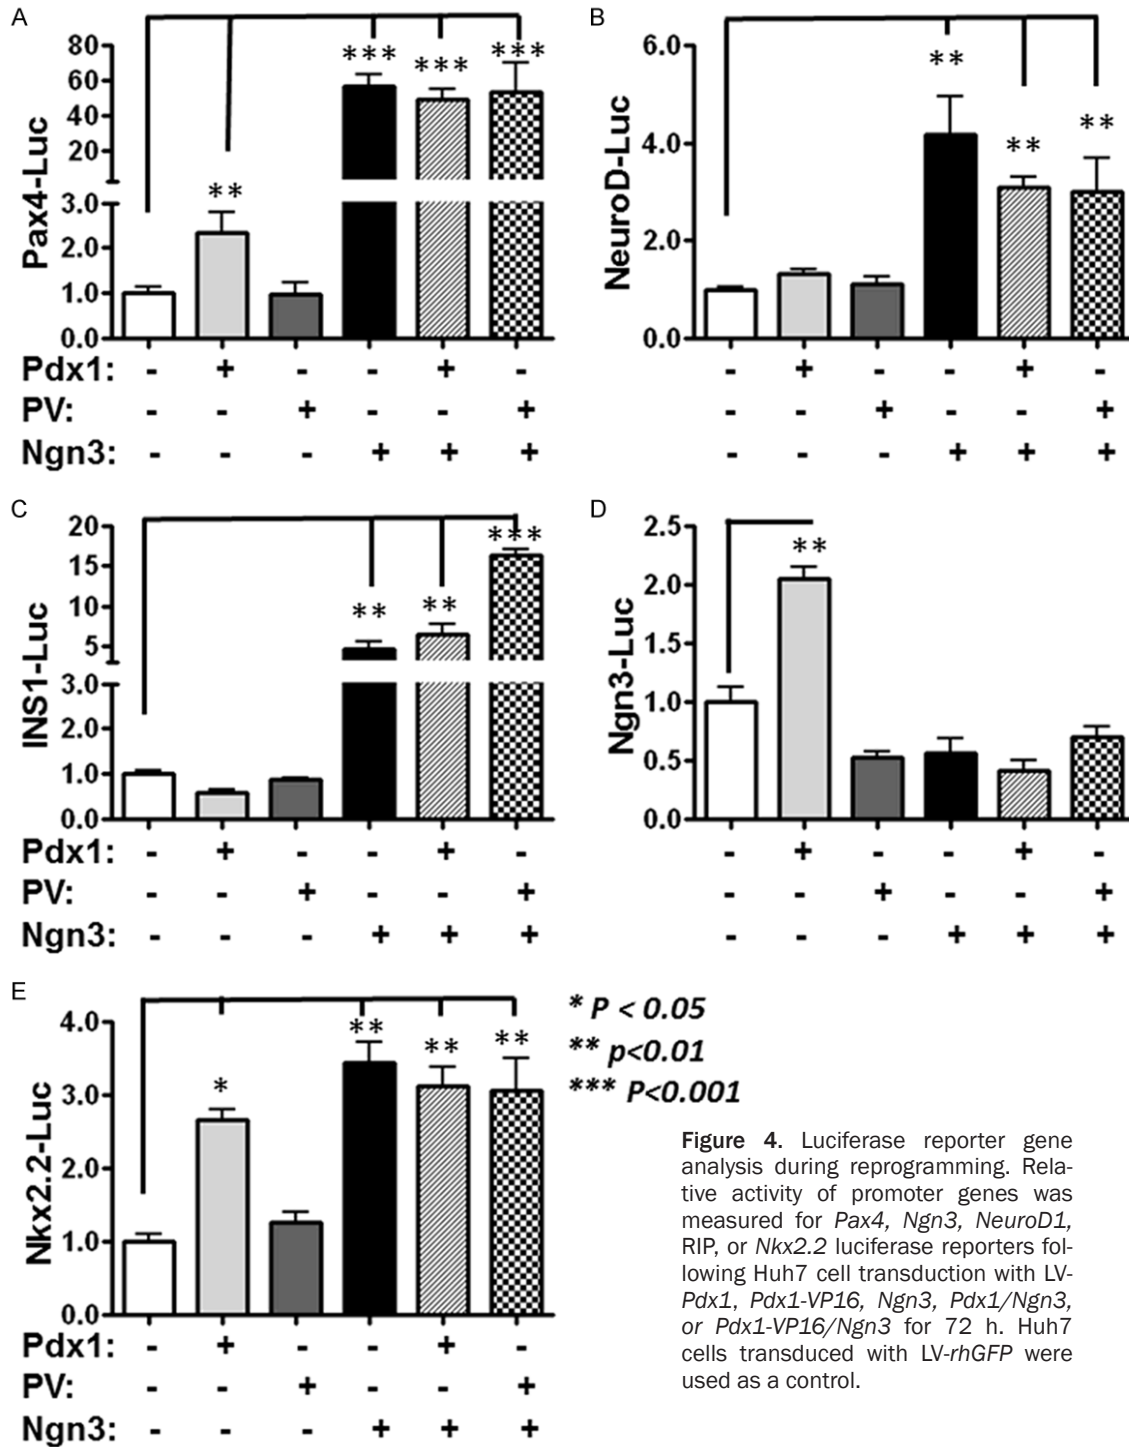 A
Pax4-Luc
80
60
40
20
3.0
2.0
1.0
0.0
**
***
***
***
Pdx1: - + - - + -
PV: - - + - - +
Ngn3: - - - + + +
B
NeuroD-Luc
6.0
4.0
2.0
0.0
**
**
**
- + - - + -
- - + - - +
- - - + + +
C
INS1-Luc
20
15
10
5
3.0
2.0
1.0
0.0
**
**
***
Pdx1: - + - - + -
PV: - - + - - +
Ngn3: - - - + + +
D
Ngn3-Luc
2.5
2.0
1.5
1.0
0.5
0.0
**
- + - - + -
- - + - - +
- - - + + +
E
Nkx2.2-Luc
4.0
3.0
2.0
1.0
0.0
*
**
**
**
Pdx1: - + - - + -
PV: - - + - - +
Ngn3: - - - + + +
* P < 0.05
** p<0.01
*** P<0.001
Figure 4. Luciferase reporter gene
analysis during reprogramming. Rela-
tive activity of promoter genes was
measured for Pax4, Ngn3, NeuroD1,
RIP, or Nkx2.2 luciferase reporters fol-
lowing Huh7 cell transduction with LV-
Pdx1, Pdx1-VP16, Ngn3, Pdx1/Ngn3,
or Pdx1-VP16/Ngn3 for 72 h. Huh7
cells transduced with LV-rhGFP were
used as a control.